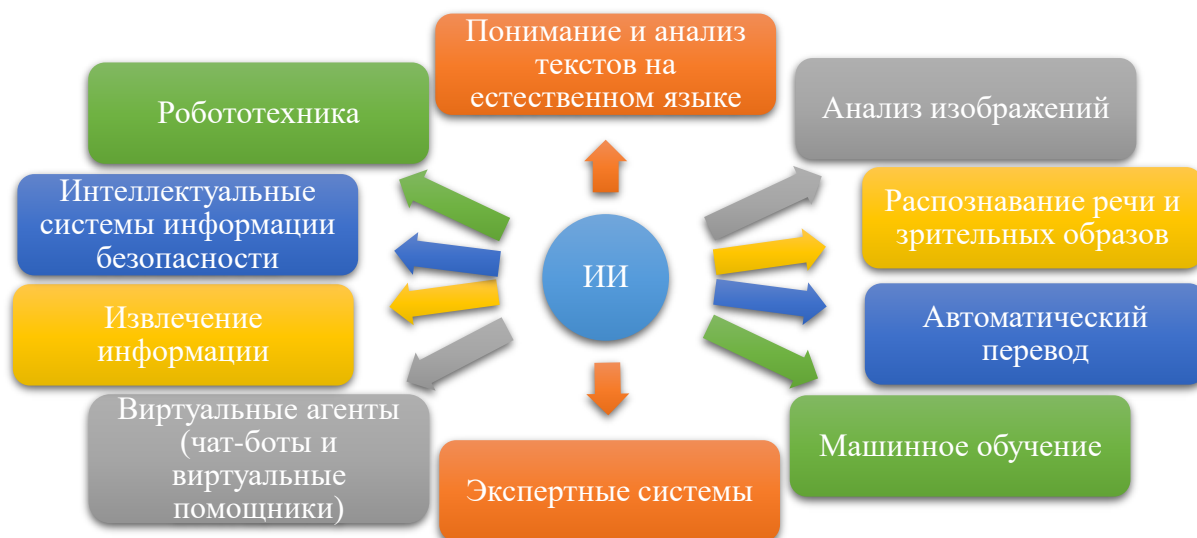 Понимание и анализ
текстов на
естественном языке
Анализ изображений
Распознавание речи и
зрительных образов
Автоматический
перевод
Машинное обучение
Экспертные системы
Виртуальные агенты
(чат-боты и
виртуальные
помощники)
Извлечение
информации
Интеллектуальные
системы информации
безопасности
Робототехника
ИИ